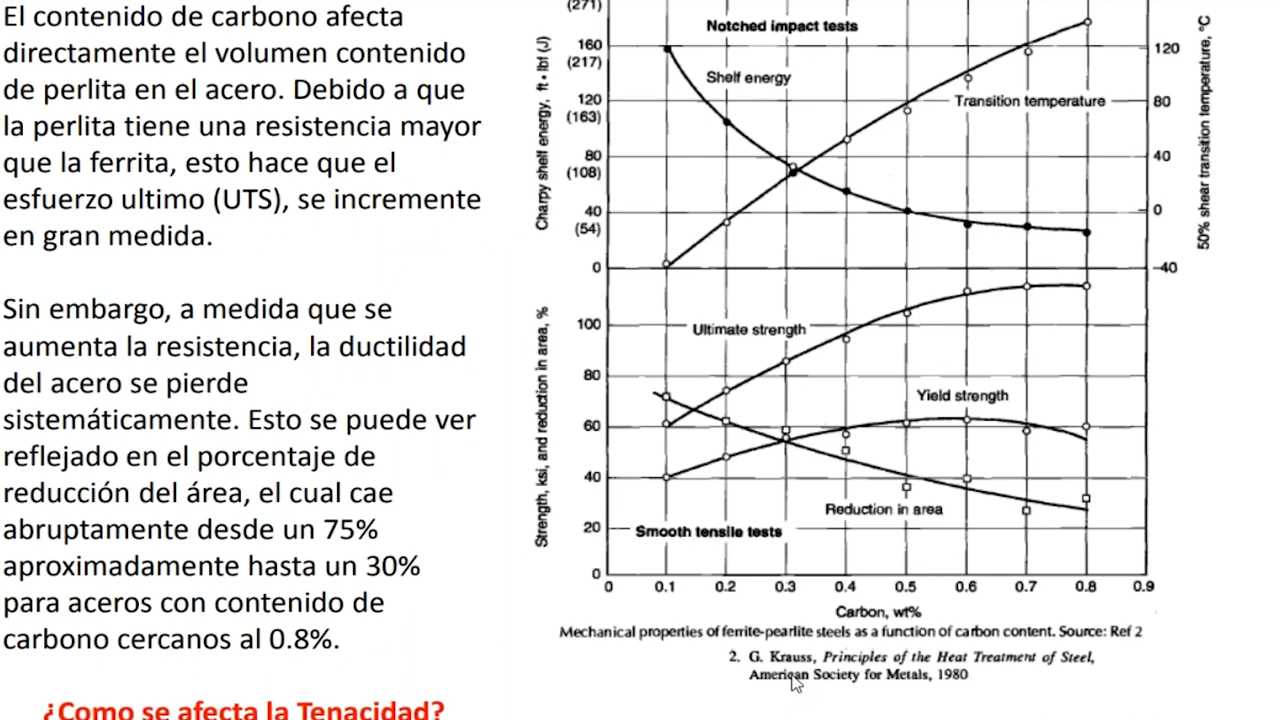 El contenido de carbono afecta
directamente el volumen contenido
de perlita en el acero. Debido a que
la perlita tiene una resistencia mayor
que la ferrita, esto hace que el
esfuerzo ultimo (UTS), se incremente
en gran medida.
Sin embargo, a medida que se
aumenta la resistencia, la ductilidad
del acero se pierde
sistemáticamente. Esto se puede ver
reflejado en el porcentaje de
reducción del área, el cual cae
abruptamente desde un 75%
aproximadamente hasta un 30%
para aceros con contenido de
carbono cercanos al 0.8%.
¿Como se afecta la Tenacidad?
(271)
160
(217)
120
(163)
80
(108)
40
(54)
0
Charpy shelf energy, ft • lbf (J)
Notched impact tests
Shelf energy
Transition temperature
120
80
40
0
-40
50% shear transition temperature, °C
100
80
60
40
20
0
Strength, ksi, and reduction in area, %
Ultimate strength
Yield strength
Reduction in area
Smooth tensile tests
0 0.1 0.2 0.3 0.4 0.5 0.6 0.7 0.8 0.9
Carbon, wt%
Mechanical properties of ferrite-pearlite steels as a function of carbon content. Source: Ref 2
2. G. Krauss, Principles of the Heat Treatment of Steel,
American Society for Metals, 1980